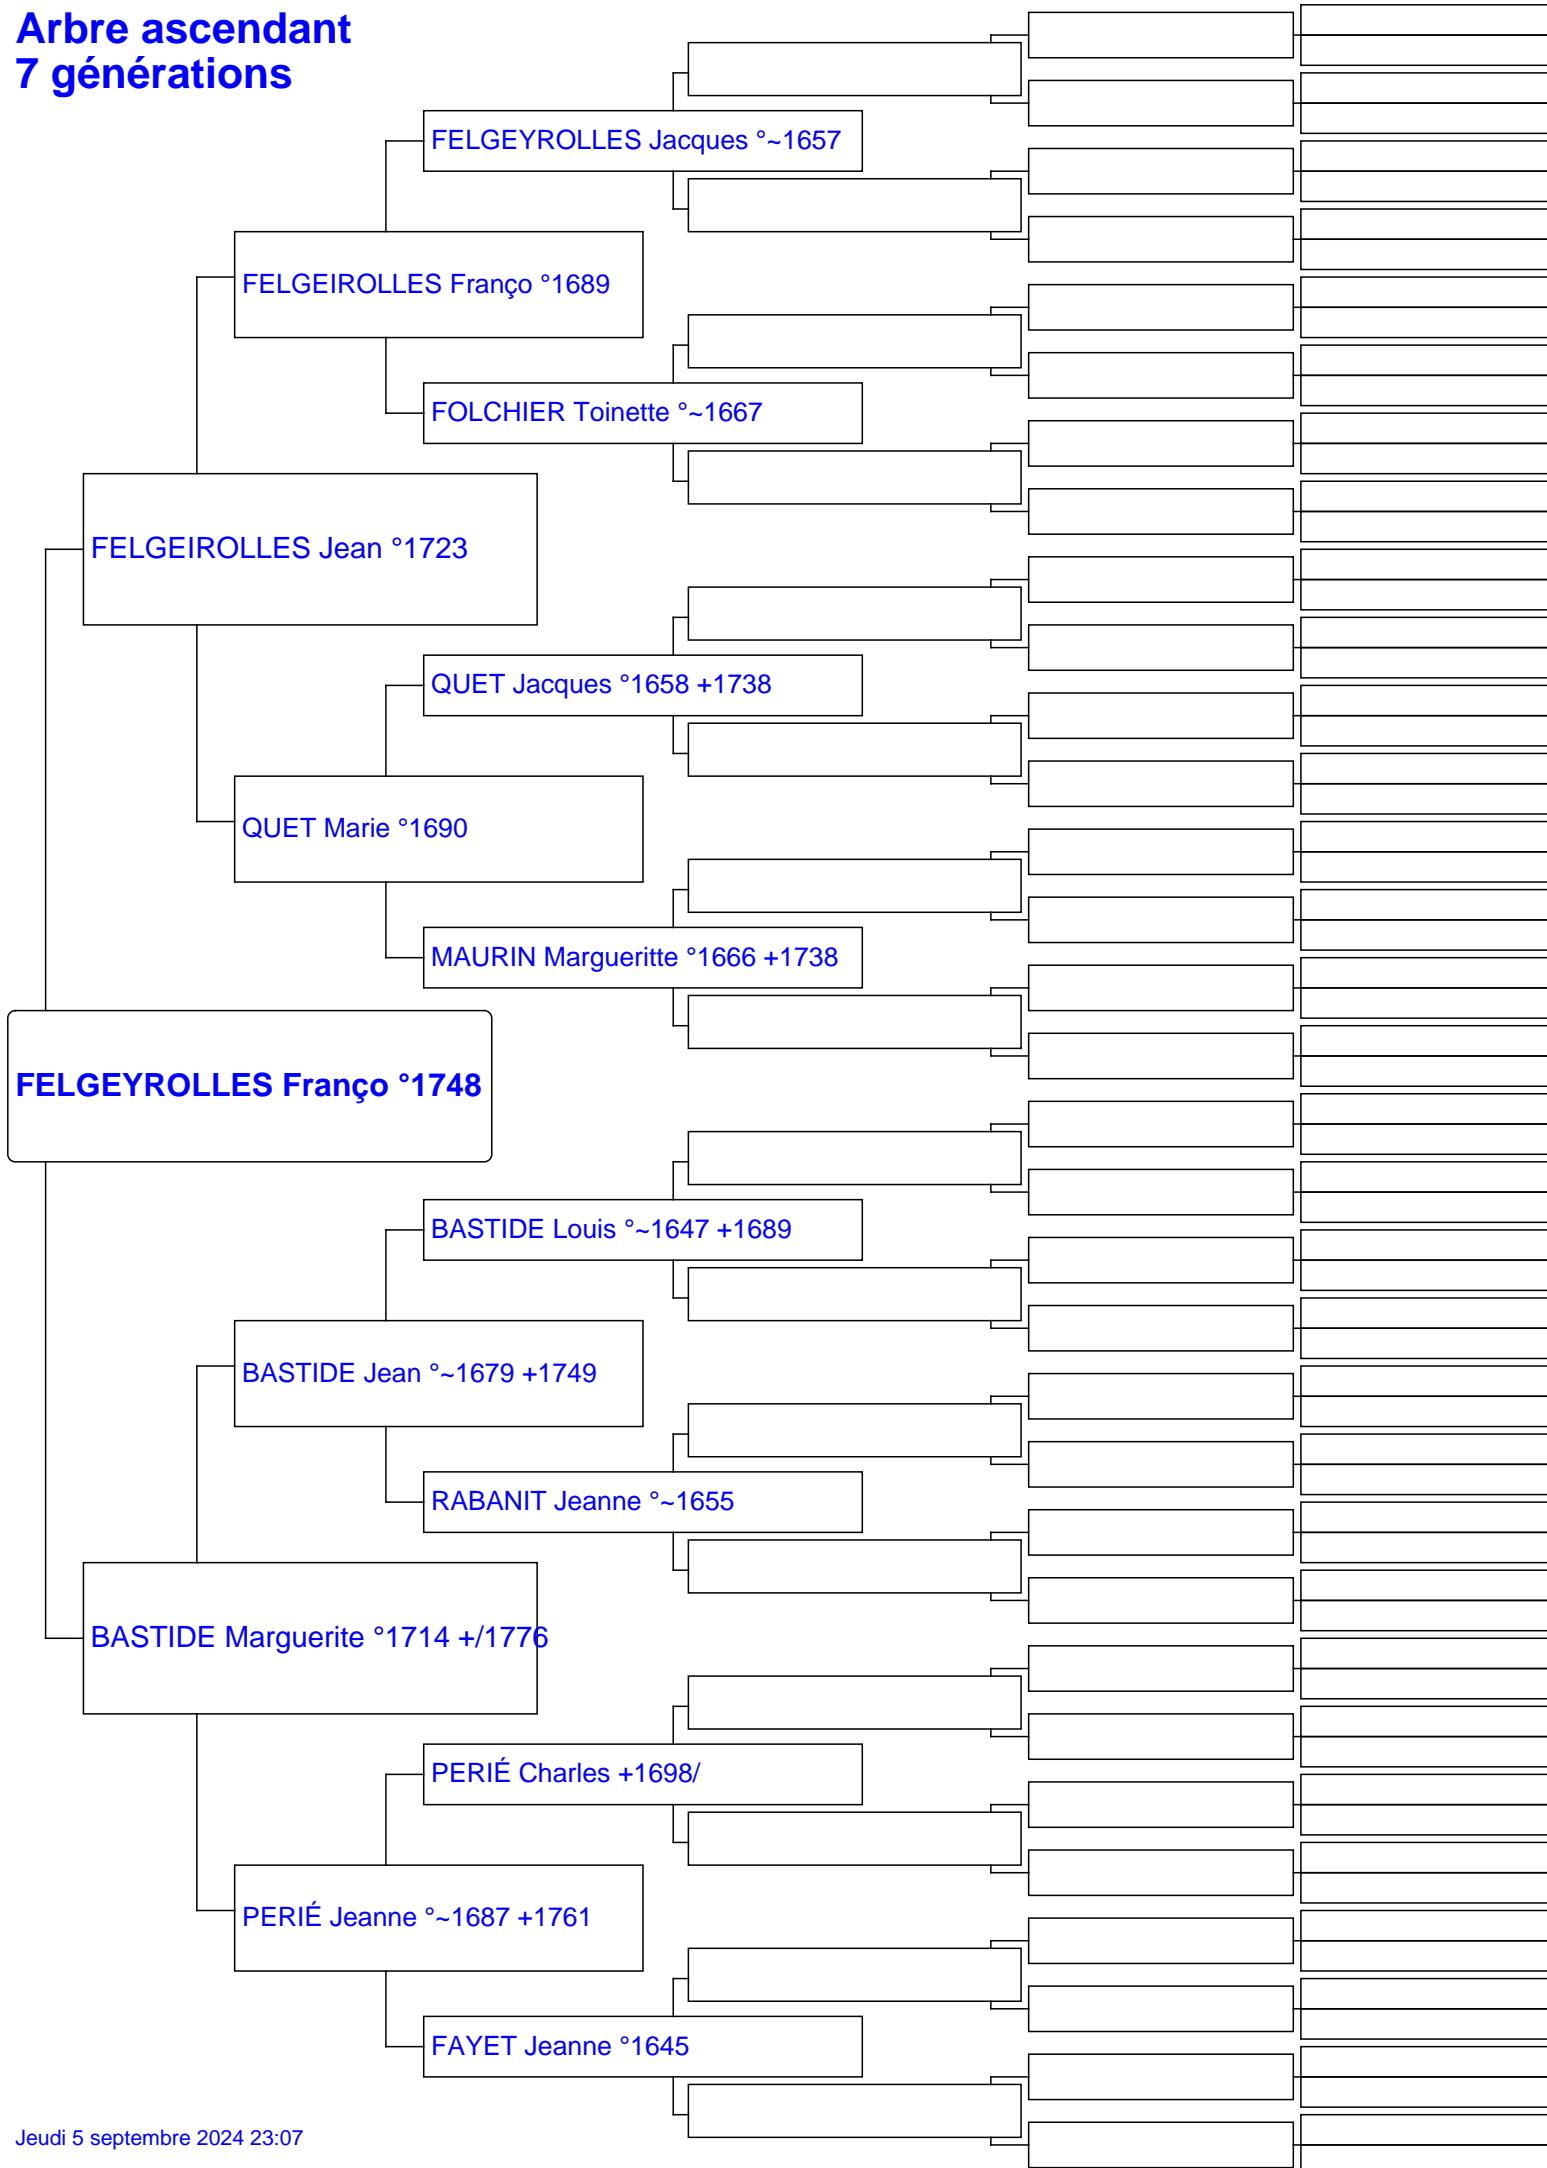 Arbre ascendant
7 générations
FELGEYROLLES Jacques °~1657
FELGEIROLLES Franço °1689
FOLCHIER Toinette °~1667
FELGEIROLLES Jean °1723
QUET Jacques °1658 +1738
QUET Marie °1690
MAURIN Margueritte °1666 +1738
FELGEYROLLES Franço °1748
BASTIDE Louis °~1647 +1689
BASTIDE Jean °~1679 +1749
RABANIT Jeanne °~1655
BASTIDE Marguerite °1714 +/1776
PERIÉ Charles +1698/
PERIÉ Jeanne °~1687 +1761
FAYET Jeanne °1645
Jeudi 5 septembre 2024 23:07